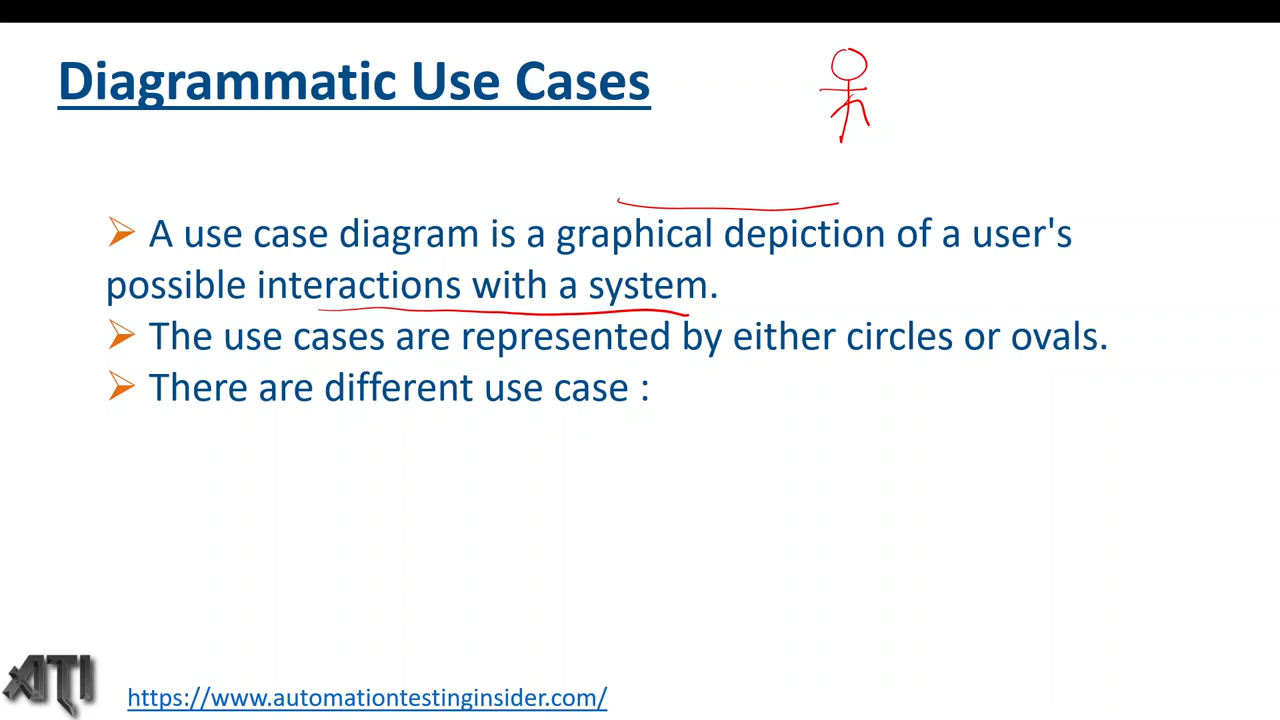 Diagrammatic Use Cases
➢ A use case diagram is a graphical depiction of a user's
possible interactions with a system.
➢ The use cases are represented by either circles or ovals.
➢ There are different use case :
ATI
https://www.automationtestinginsider.com/